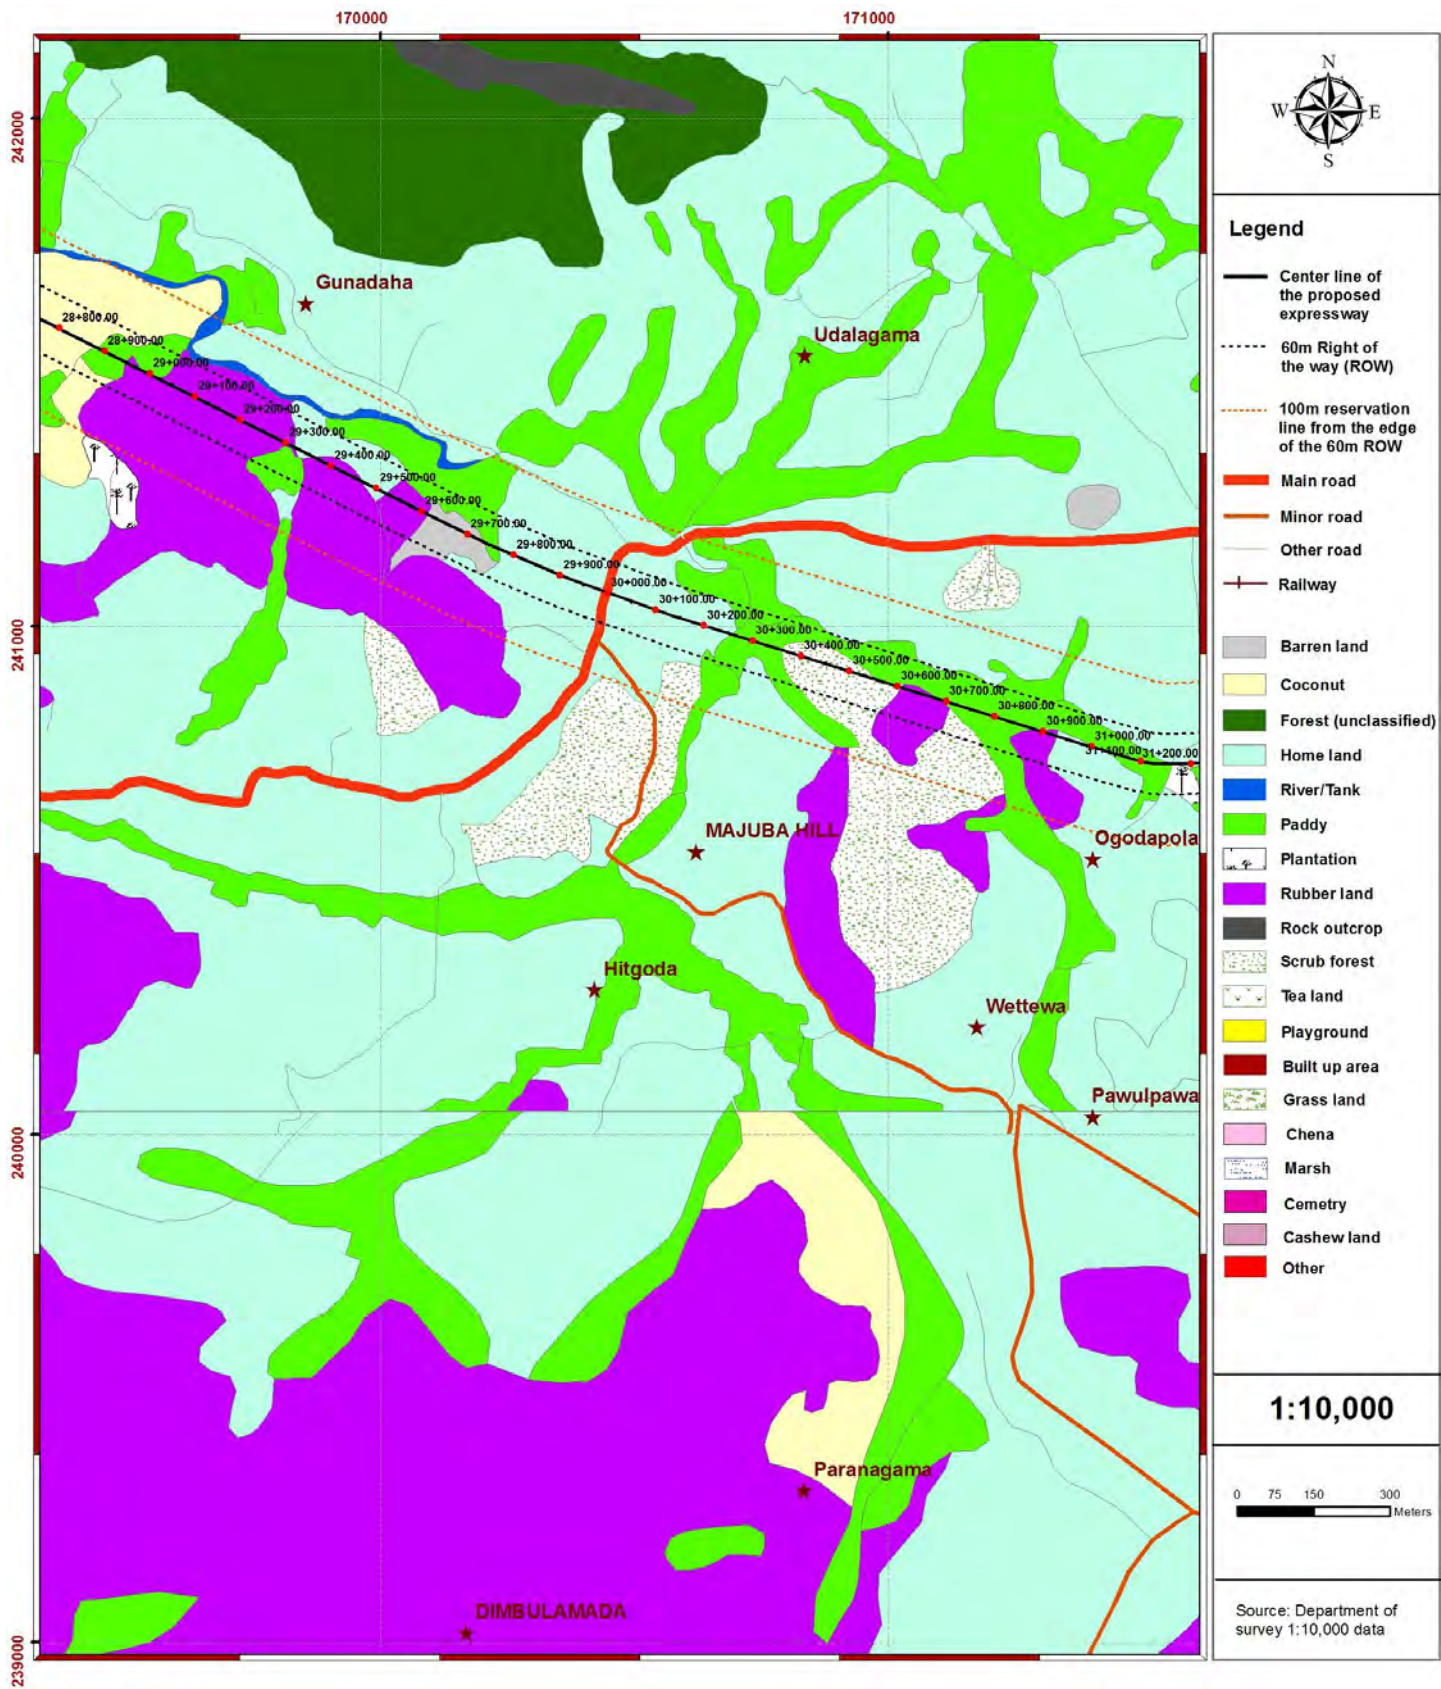 170000
171000
242000
241000
240000
239000
Gunadaha
Udalagama
28+800.00
28+900.00
29+000.00
29+100.00
29+200.00
29+300.00
29+400.00
29+500.00
29+600.00
29+700.00
29+800.00
29+900.00
30+000.00
30+100.00
30+200.00
30+300.00
30+400.00
30+500.00
30+600.00
30+700.00
30+800.00
30+900.00
31+000.00
31+100.00
31+200.00
MAJUBA HILL
Ogodapola
Hitgoda
Wettewa
Pawulpawa
Paranagama
DIMBULAMADA
N
W
E
S
Legend
Center line of
the proposed
expressway
60m Right of
the way (ROW)
100m reservation
line from the edge
of the 60m ROW
Main road
Minor road
Other road
Railway
Barren land
Coconut
Forest (unclassified)
Home land
River/Tank
Paddy
Plantation
Rubber land
Rock outcrop
Scrub forest
Tea land
Playground
Built up area
Grass land
Chena
Marsh
Cemetry
Cashew land
Other
1:10,000
0 75 150 300
Meters
Source: Department of
survey 1:10,000 data